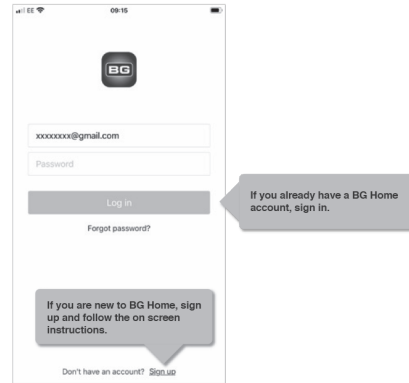 EE 09:15
BG
xxxxxxxx@gmail.com
Password
Log in
If you already have a BG Home
account, sign in.
Forgot password?
If you are new to BG Home, sign
up and follow the on screen
instructions.
Don't have an account? Sign up